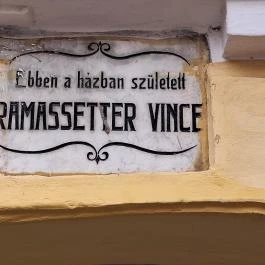 Ebben a házban született
RAMASSETTER VINCE